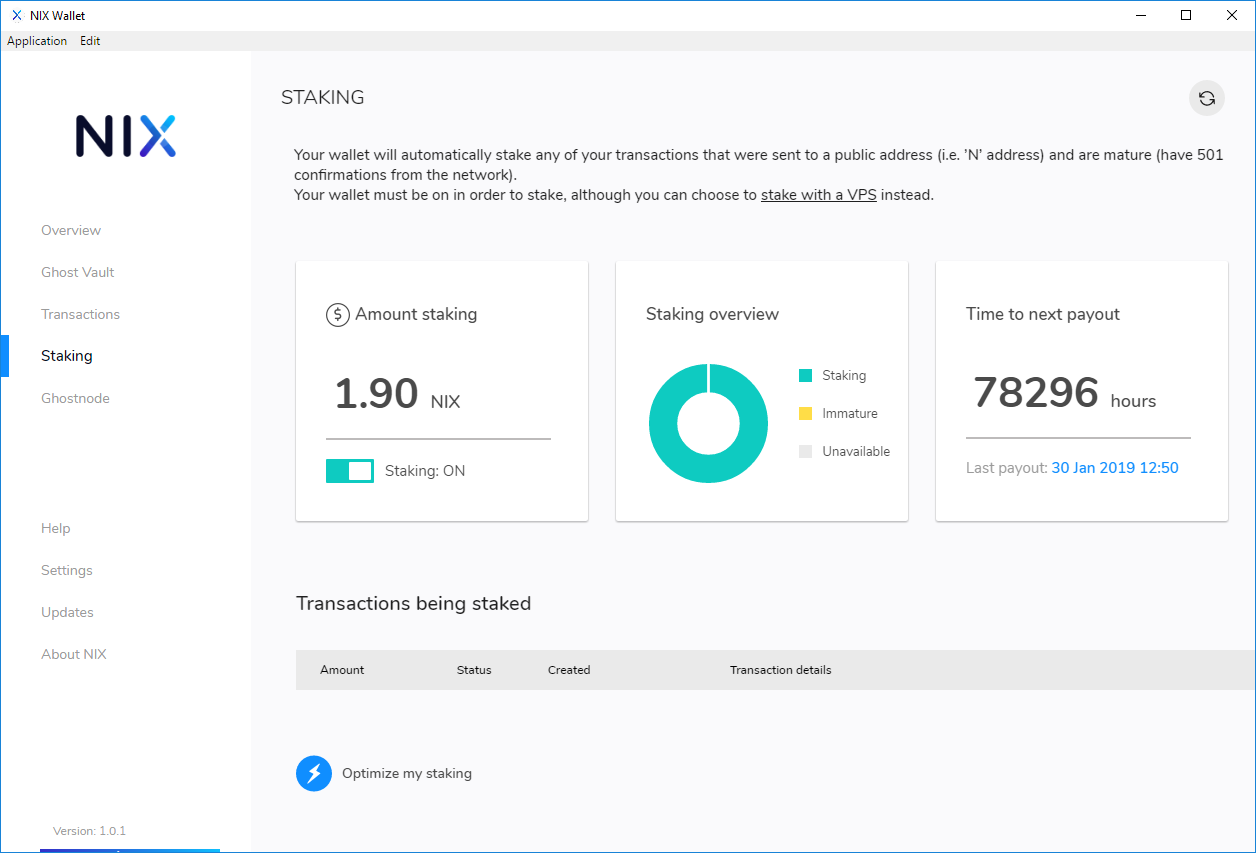 NIX Wallet
Application Edit
NIX
STAKING
Your wallet will automatically stake any of your transactions that were sent to a public address (i.e. 'N' address) and are mature (have 501
confirmations from the network).
Your wallet must be on in order to stake, although you can choose to stake with a VPS instead.
Overview
Ghost Vault
Transactions
Staking
Ghostnode
Help
Settings
Updates
About NIX
Version: 1.0.1
$ Amount staking
1.90 NIX
Staking: ON
Staking overview
Staking
Immature
Unavailable
Time to next payout
78296 hours
Last payout: 30 Jan 2019 12:50
Transactions being staked
Amount Status Created Transaction details
Optimize my staking